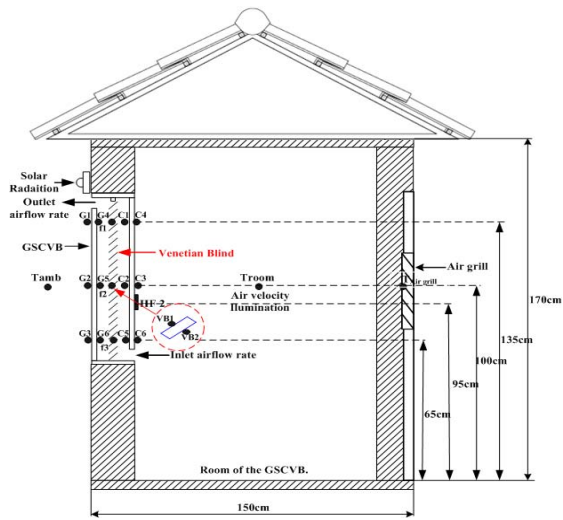 Solar
Radaition
Outlet
airflow rate
G1 G4 C1 C4
f1
GSCVB
Venetian Blind
Air grill
Air grill
Tamb
G2 G5 C2 C3
f2
Troom
Air velocity
flumination
HF-2
VB1
VB2
G3 G6 C5 C6
f3
Inlet airflow rate
65cm
95cm
100cm
135cm
170cm
Room of the GSCVB.
150cm